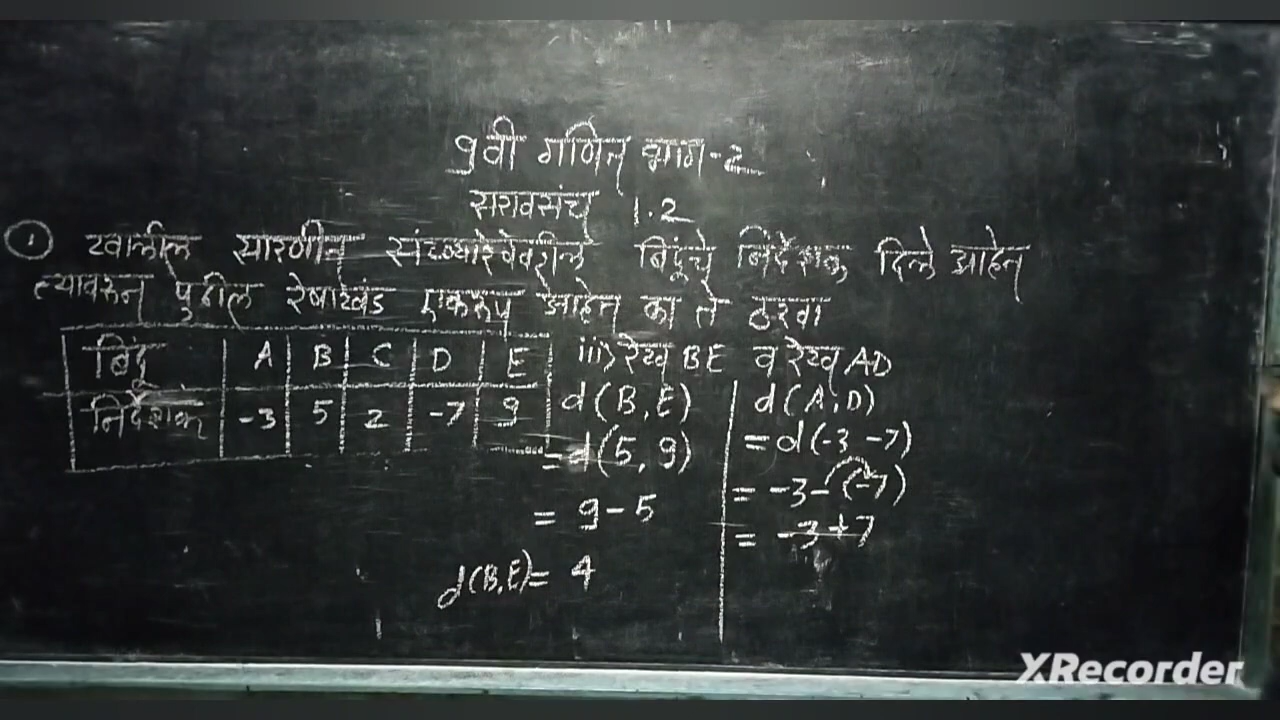 9वी गणित भाग-2
सरावसंच 1.2
1 खालील सारणीत संख्यारेषेवरील बिंदूंचे निर्देशक दिले आहेत
त्यावरून पुढील रेषाखंड एकरूप आहेत का ते ठरवा
बिंदू A B C D E
निर्देशक -3 5 2 -7 9
iii) रेख BE व रेख AD
d(B,E)
= d(5,9)
= 9-5
d(B,E)= 4
d(A,D)
= d(-3 -7)
= -3-(-7)
= -3+7
XRecorder